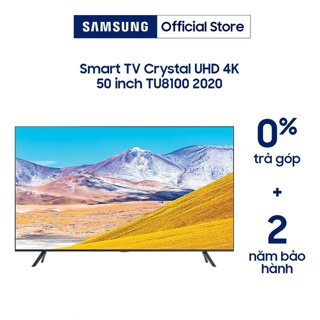 SAMSUNG Official Store
Smart TV Crystal UHD 4K
50 inch TU8100 2020
0%
trả góp
+
2
năm bảo
hành